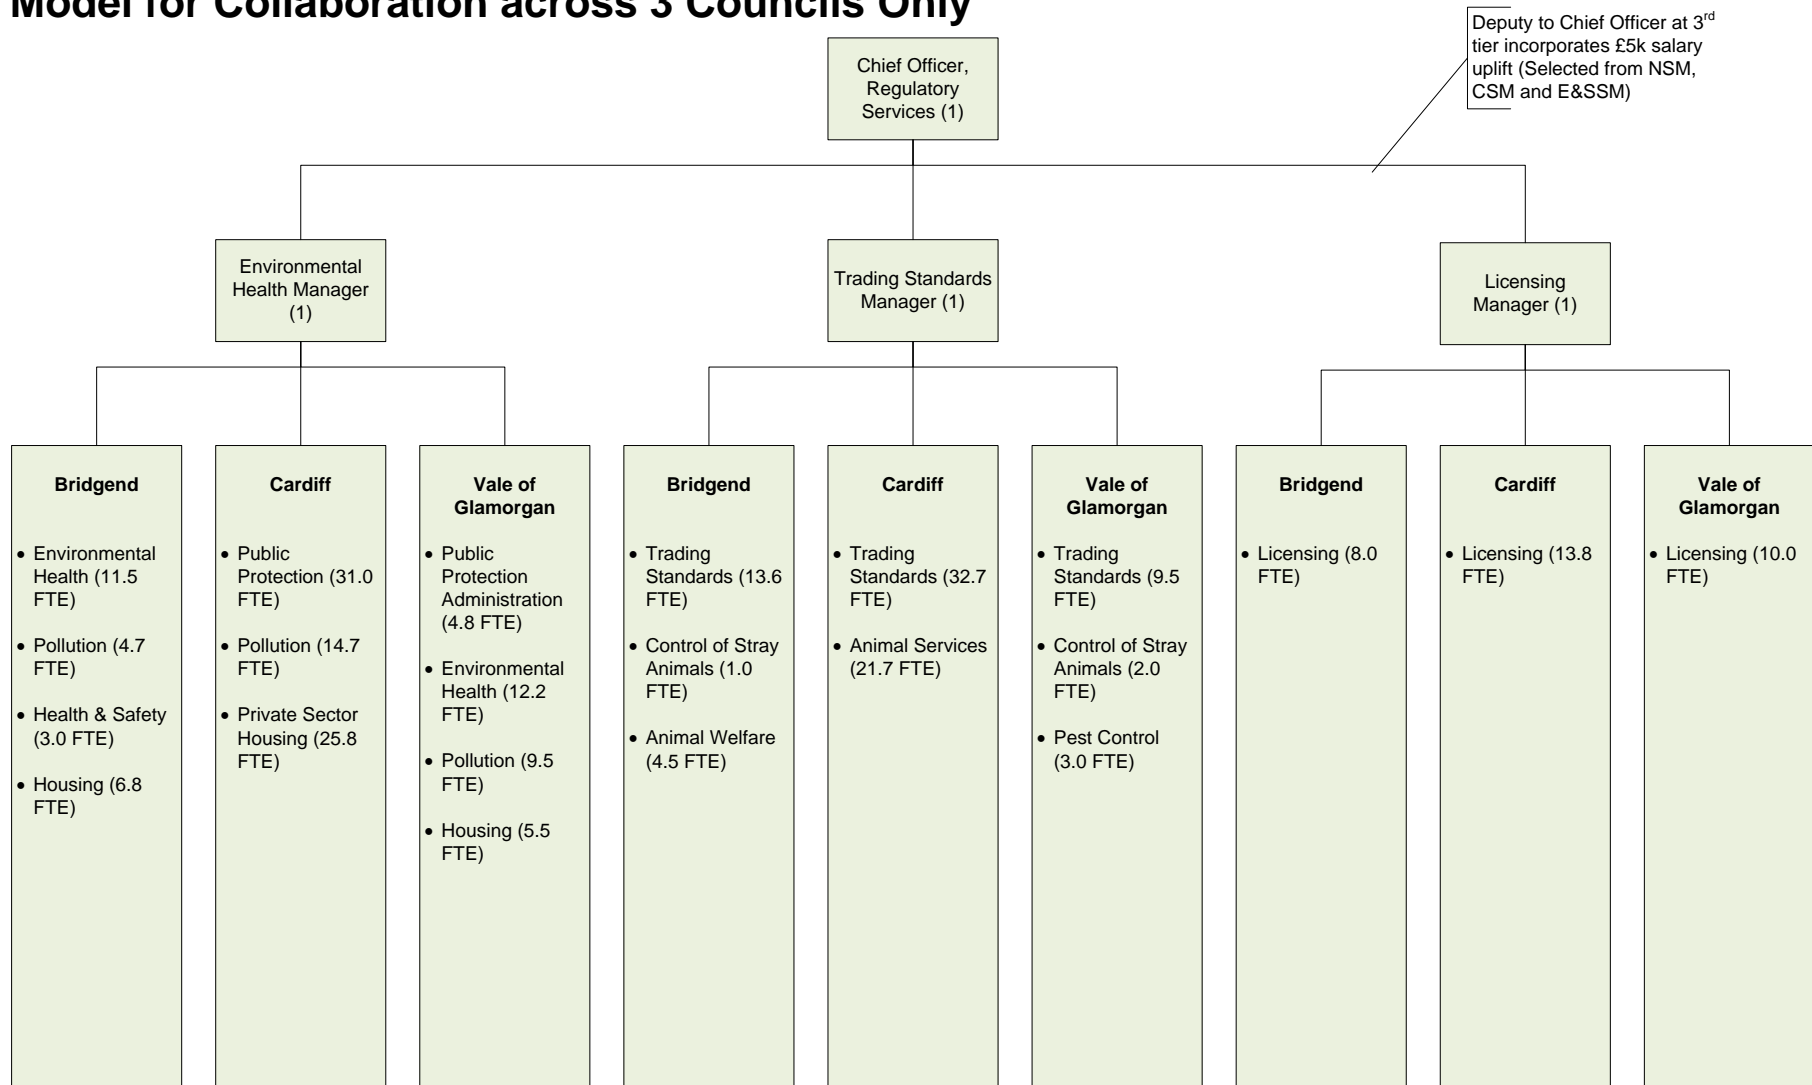 Model for Collaboration across 3 Councils Only
Deputy to Chief Officer at 3rd
tier incorporates £5k salary
uplift (Selected from NSM,
CSM and E&SSM)
Chief Officer,
Regulatory
Services (1)
Environmental
Health Manager
(1)
Trading Standards
Manager (1)
Licensing
Manager (1)
Bridgend
• Environmental
Health (11.5
FTE)
• Pollution (4.7
FTE)
• Health & Safety
(3.0 FTE)
• Housing (6.8
FTE)
Cardiff
• Public
Protection (31.0
FTE)
• Pollution (14.7
FTE)
• Private Sector
Housing (25.8
FTE)
Vale of
Glamorgan
• Public
Protection
Administration
(4.8 FTE)
• Environmental
Health (12.2
FTE)
• Pollution (9.5
FTE)
• Housing (5.5
FTE)
Bridgend
• Trading
Standards (13.6
FTE)
• Control of Stray
Animals (1.0
FTE)
• Animal Welfare
(4.5 FTE)
Cardiff
• Trading
Standards (32.7
FTE)
• Animal Services
(21.7 FTE)
Vale of
Glamorgan
• Trading
Standards (9.5
FTE)
• Control of Stray
Animals (2.0
FTE)
• Pest Control
(3.0 FTE)
Bridgend
• Licensing (8.0
FTE)
Cardiff
• Licensing (13.8
FTE)
Vale of
Glamorgan
• Licensing (10.0
FTE)